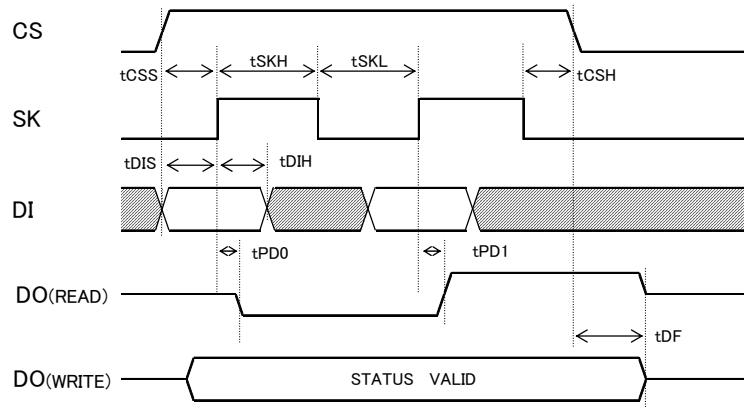 CS
tCSS
tSKH
tSKL
tCSH
SK
tDIS
tDIH
DI
tPD0
tPD1
DO(READ)
tDF
DO(WRITE)
STATUS VALID